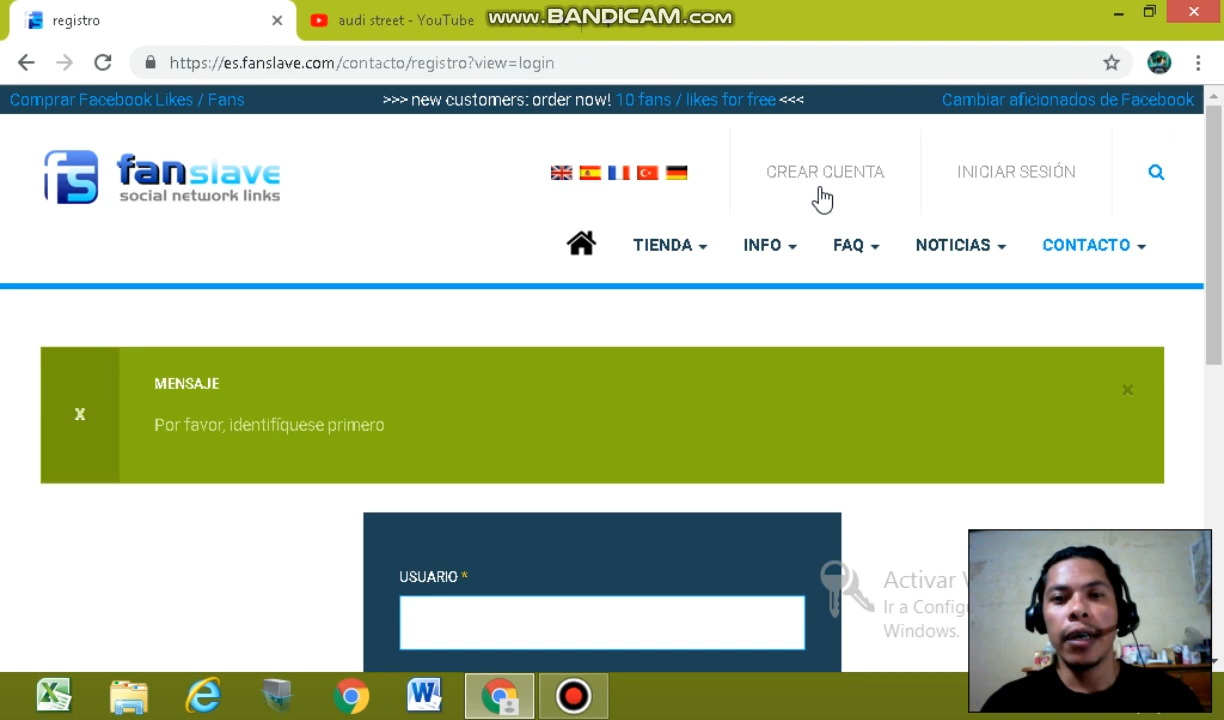 registro
audi street - YouTube
www.BANDICAM.com
https://es.fanslave.com/contacto/registro?view=login
Comprar Facebook Likes / Fans
>>> new customers: order now! 10 fans / likes for free <<<
Cambiar aficionados de Facebook
fs fanslave
social network links
CREAR CUENTA
INICIAR SESIÓN
TIENDA
INFO
FAQ
NOTICIAS
CONTACTO
MENSAJE
Por favor, identifíquese primero
USUARIO *
Activar
Ir a
Windows.